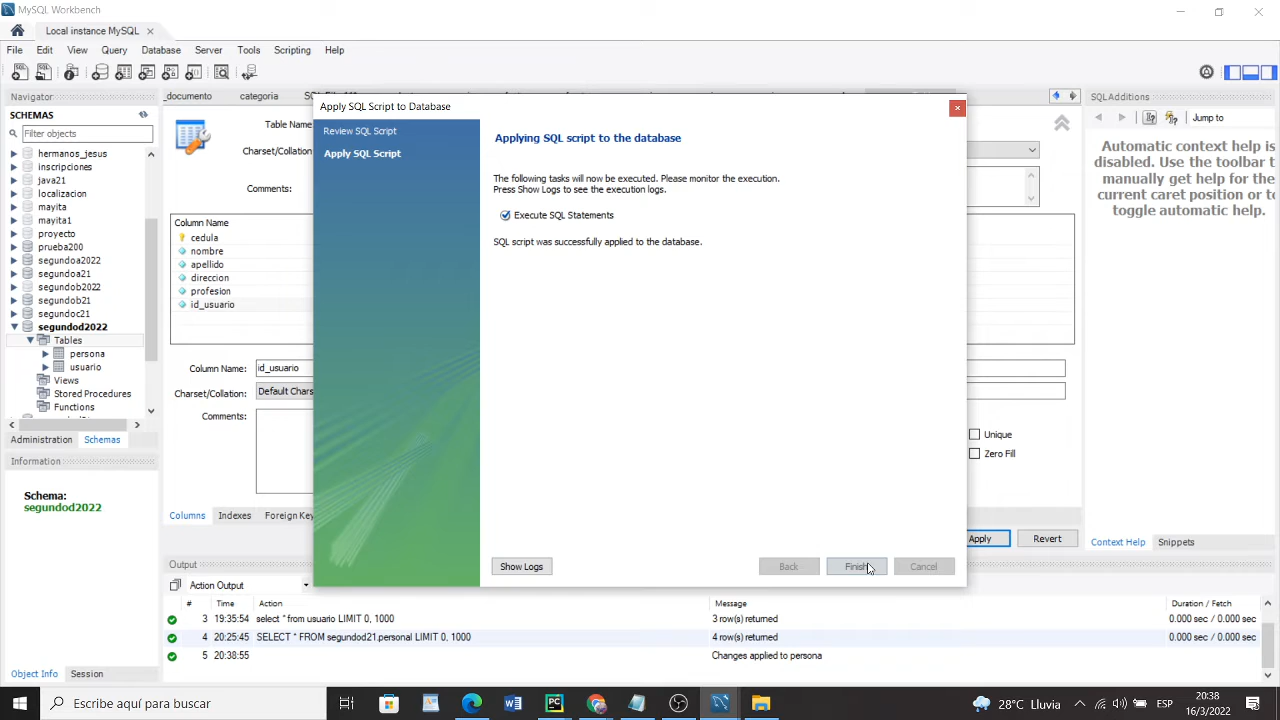 MySQL Workbench
Local instance MySQL
File Edit View Query Database Server Tools Scripting Help
Navigator
SCHEMAS
Filter objects
hermanos_jesus
inscripciones
java21
localizacion
mayita
mayita1
proyecto
prueba200
segundoa2022
segundoa21
segundob2022
segundob21
segundoc21
segundod2022
Tables
persona
usuario
Views
Stored Procedures
Functions
Administration Schemas
Information
Schema:
segundod2022
Object Info Session
_documento categoria
Table Name
Charset/Collation
Comments:
Column Name
cedula
nombre
apellido
direccion
profesion
id_usuario
Column Name: id_usuario
Charset/Collation: Default Chars
Comments:
Columns Indexes Foreign Key
Apply SQL Script to Database
Review SQL Script
Apply SQL Script
Applying SQL script to the database
The following tasks will now be executed. Please monitor the execution.
Press Show Logs to see the execution logs.
Execute SQL Statements
SQL script was successfully applied to the database.
Show Logs Back Finish Cancel
Unique
Zero Fill
Apply Revert
SQLAdditions
Jump to
Automatic context help is
disabled. Use the toolbar t
manually get help for the
current caret position or to
toggle automatic help.
Context Help Snippets
Output
Action Output
# Time Action Message Duration / Fetch
3 19:35:54 select * from usuario LIMIT 0, 1000 3 row(s) returned 0.000 sec / 0.000 sec
4 20:25:45 SELECT * FROM segundod21.personal LIMIT 0, 1000 4 row(s) returned 0.000 sec / 0.000 sec
5 20:38:55 Changes applied to persona
Escribe aquí para buscar
28°C Lluvia ESP
20:38
16/3/2022